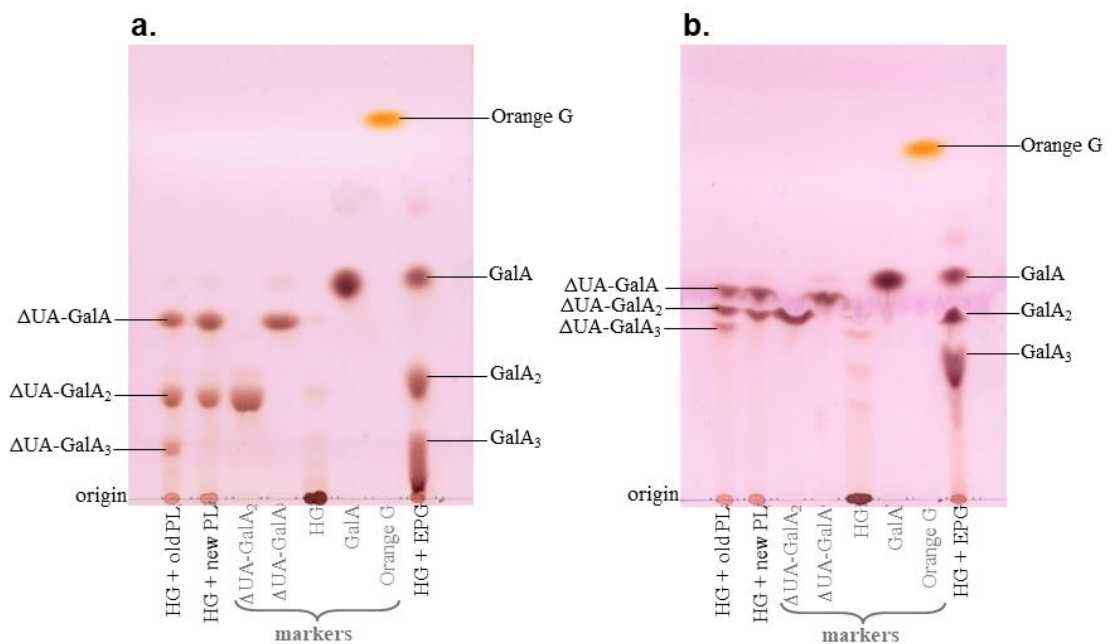 a.
Orange G
GalA
ΔUA-GalA
GalA₂
ΔUA-GalA₂
GalA₃
ΔUA-GalA₃
origin
HG + old PL
HG + new PL
ΔUA-GalA₂
ΔUA-GalA
HG
GalA
Orange G
HG + EPG
markers
b.
Orange G
GalA
ΔUA-GalA
ΔUA-GalA₂
GalA₂
ΔUA-GalA₃
GalA₃
origin
HG + old PL
HG + new PL
ΔUA-GalA₂
ΔUA-GalA
HG
GalA
Orange G
HG + EPG
markers